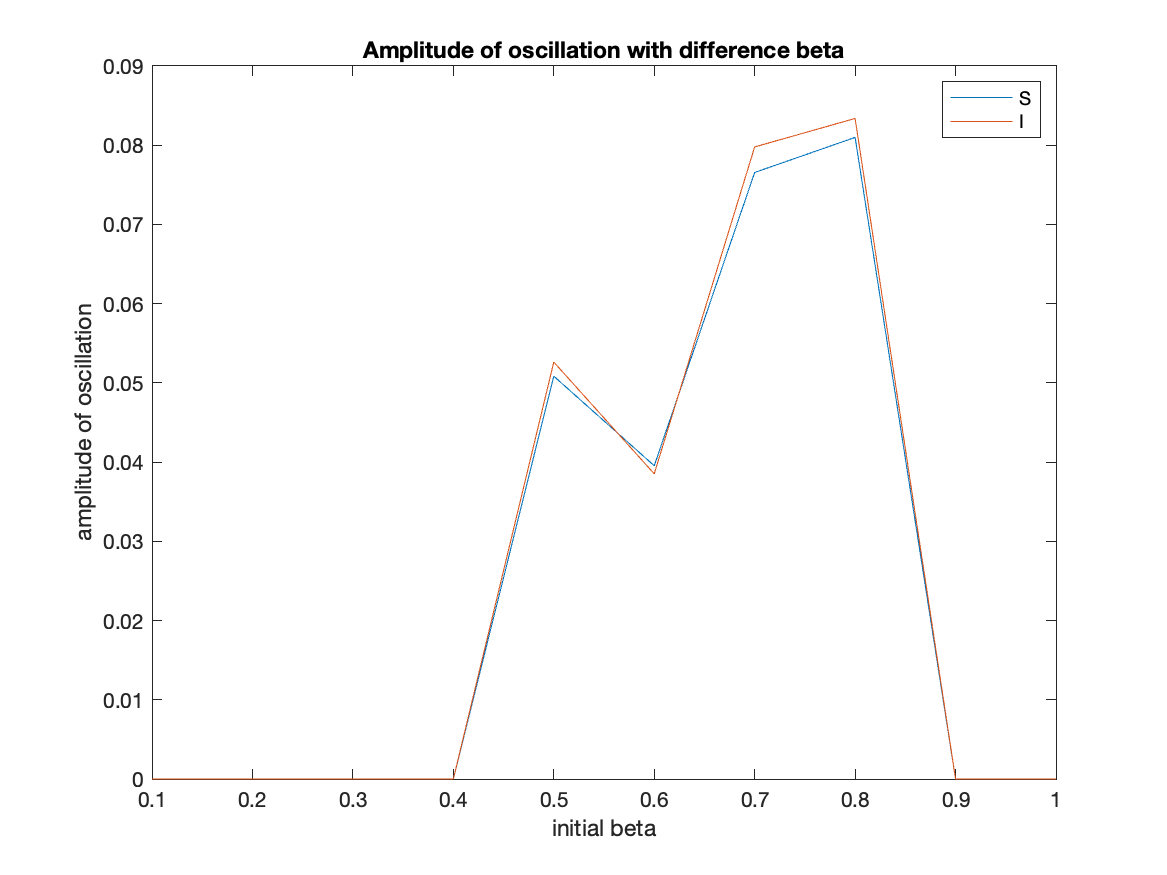 Amplitude of oscillation with difference beta
0.09
0.08
0.07
0.06
0.05
0.04
0.03
0.02
0.01
0
amplitude of oscillation
S
I
0.1 0.2 0.3 0.4 0.5 0.6 0.7 0.8 0.9 1
initial beta